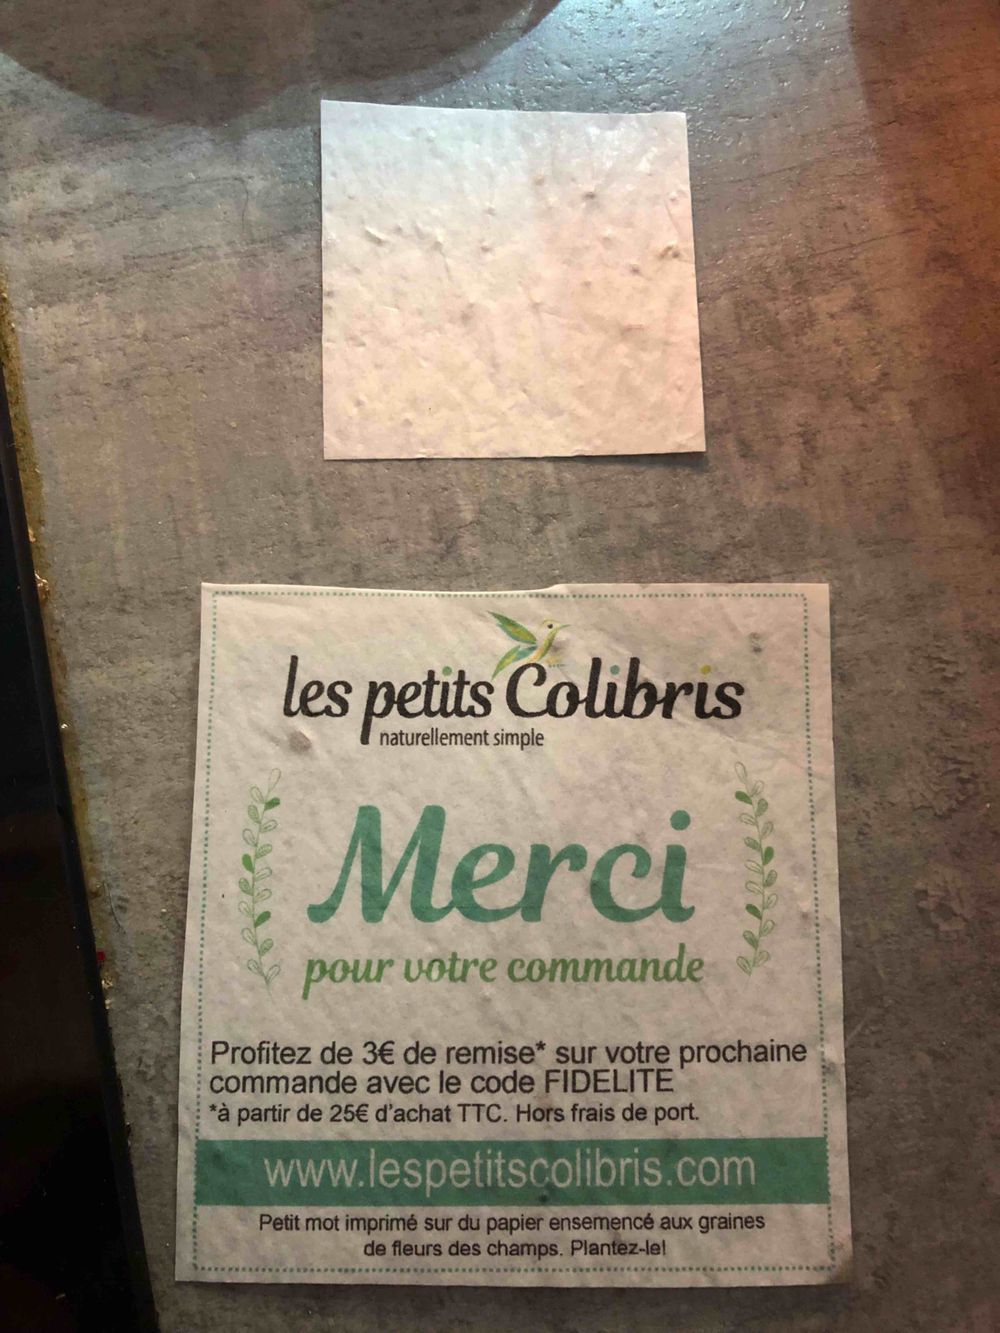 les petits Colibris
naturellement simple
Merci
pour votre commande
Profitez de 3€ de remise* sur votre prochaine
commande avec le code FIDELITE
*à partir de 25€ d'achat TTC. Hors frais de port.
www.lespetitscolibris.com
Petit mot imprimé sur du papier ensemencé aux graines
de fleurs des champs. Plantez-le!